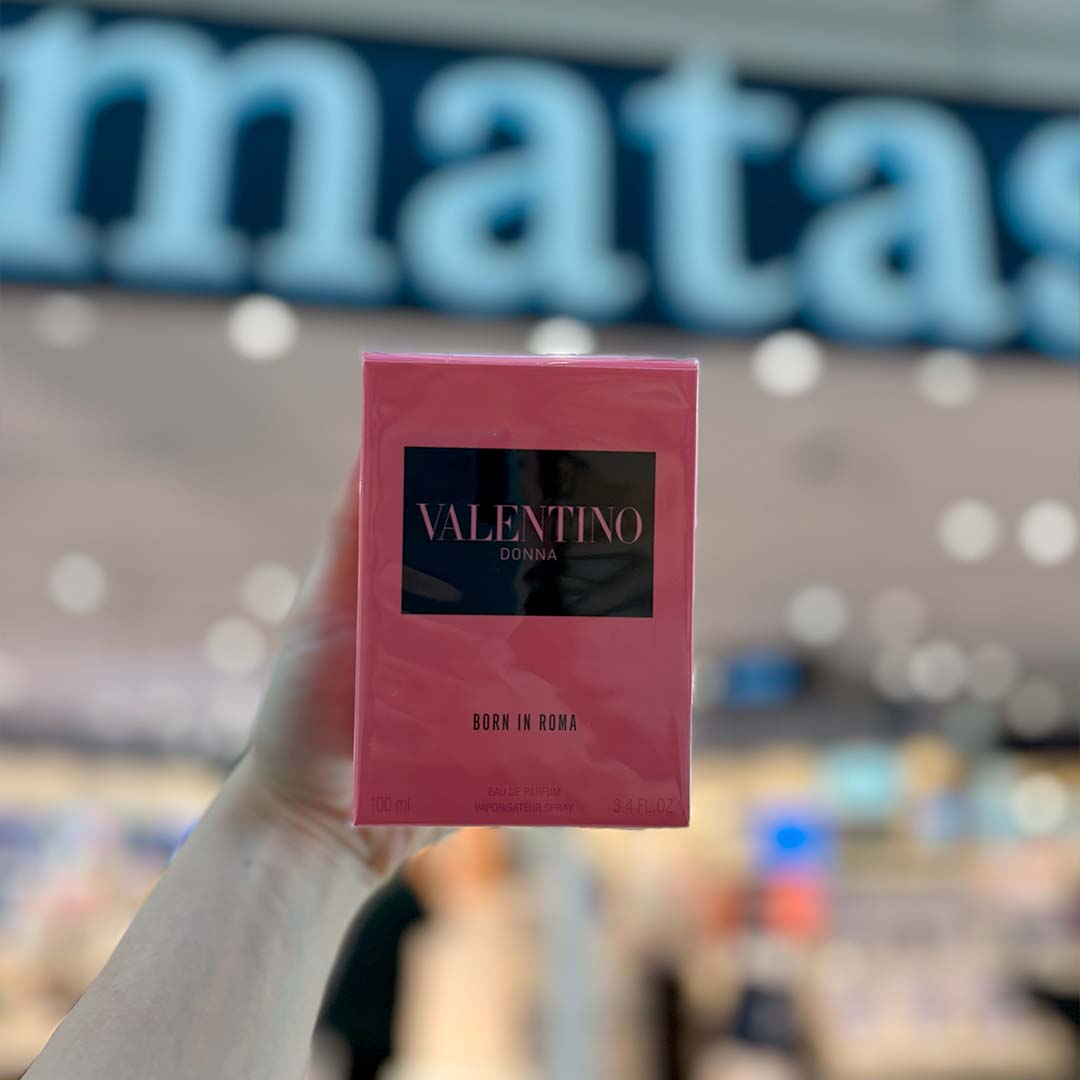 matas
VALENTINO
DONNA
BORN IN ROMA
EAU DE PARFUM
100 ml VAPORISATEUR SPRAY 3.4 FL.OZ